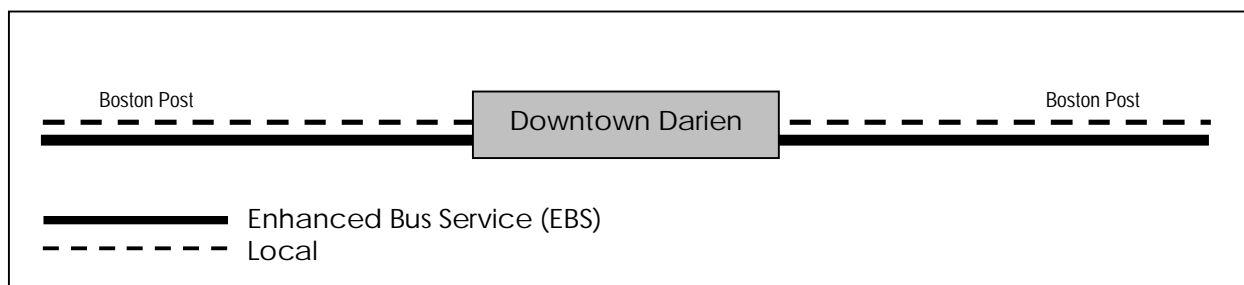 Boston Post
Boston Post
Downtown Darien
Enhanced Bus Service (EBS)
Local